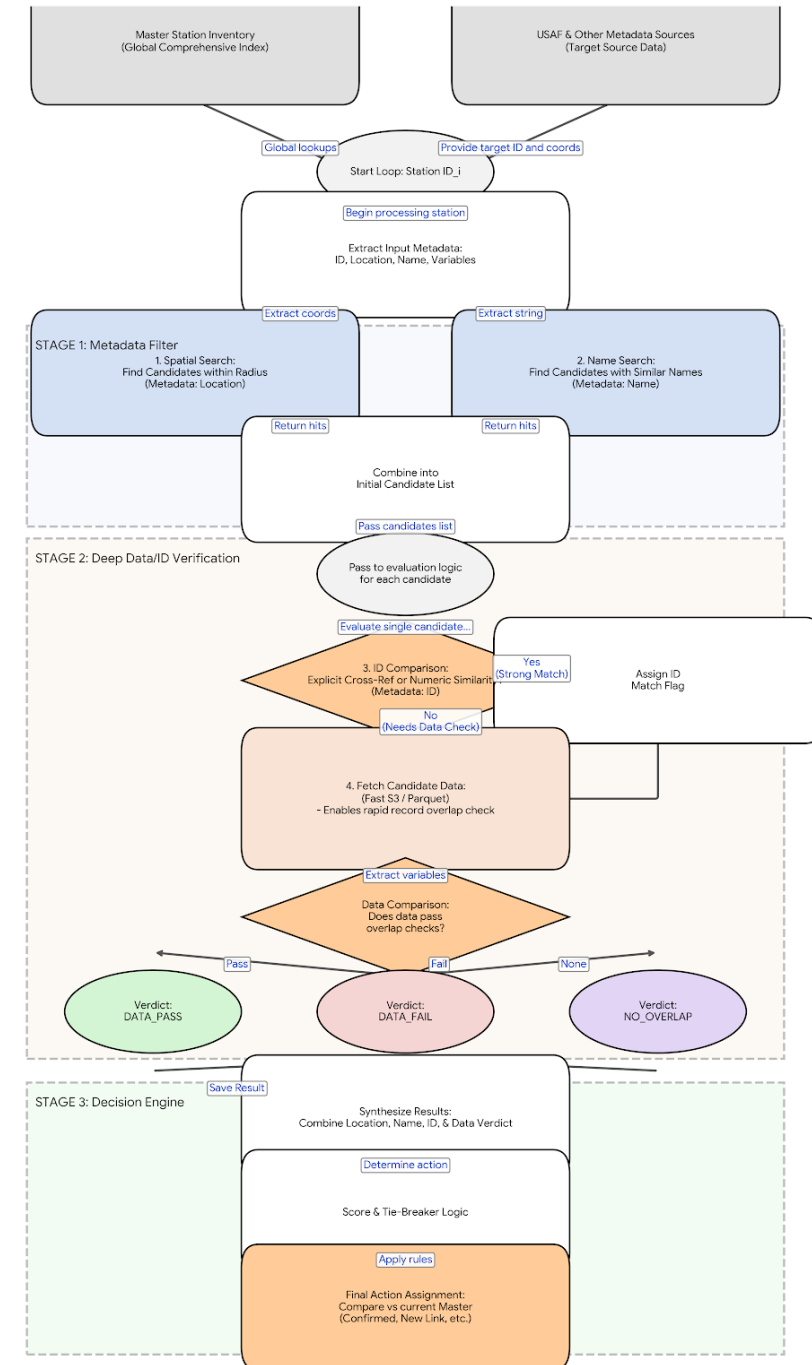 Master Station Inventory
(Global Comprehensive Index)
USAF & Other Metadata Sources
(Target Source Data)
Global lookups
Provide target ID and coords
Start Loop: Station ID_i
Begin processing station
Extract Input Metadata:
ID, Location, Name, Variables
Extract coords
Extract string
STAGE 1: Metadata Filter
1. Spatial Search:
Find Candidates within Radius
(Metadata: Location)
2. Name Search:
Find Candidates with Similar Names
(Metadata: Name)
Return hits
Return hits
Combine into
Initial Candidate List
Pass candidates list
STAGE 2: Deep Data/ID Verification
Pass to evaluation logic
for each candidate
Evaluate single candidate...
3. ID Comparison:
Explicit Cross-Ref or Numeric Similarit
(Metadata: ID)
Yes
(Strong Match)
Assign ID
Match Flag
No
(Needs Data Check)
4. Fetch Candidate Data:
(Fast S3 / Parquet)
- Enables rapid record overlap check
Extract variables
Data Comparison:
Does data pass
overlap checks?
Pass
Fail
None
Verdict:
DATA_PASS
Verdict:
DATA_FAIL
Verdict:
NO_OVERLAP
Save Result
STAGE 3: Decision Engine
Synthesize Results:
Combine Location, Name, ID, & Data Verdict
Determine action
Score & Tie-Breaker Logic
Apply rules
Final Action Assignment:
Compare vs current Master
(Confirmed, New Link, etc.)